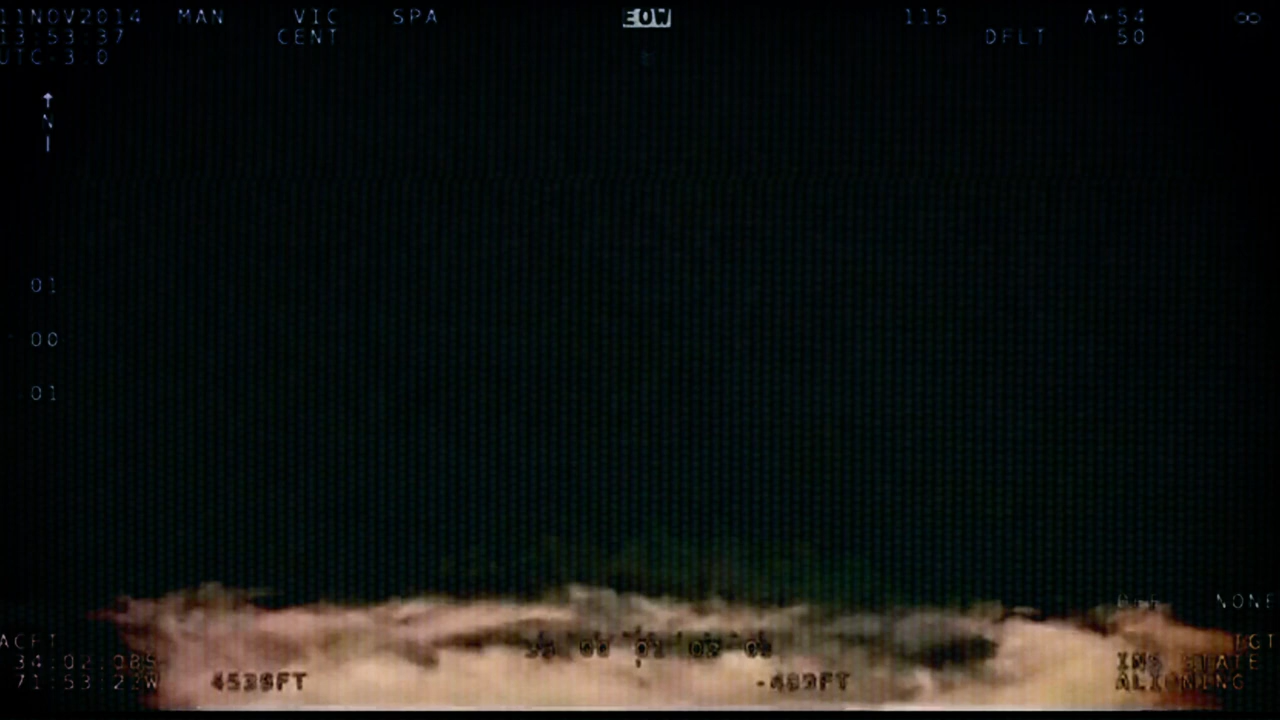 11NOV2014 MAN VIC SPA EOW 115 A+54 ∞
13:53:37 CENT DFLT 50
UTC-3.0
N
01
00
01
NONE
ACFT TGT
34:02:08S INS STATE
71:53:22W 4538FT ALIGNING